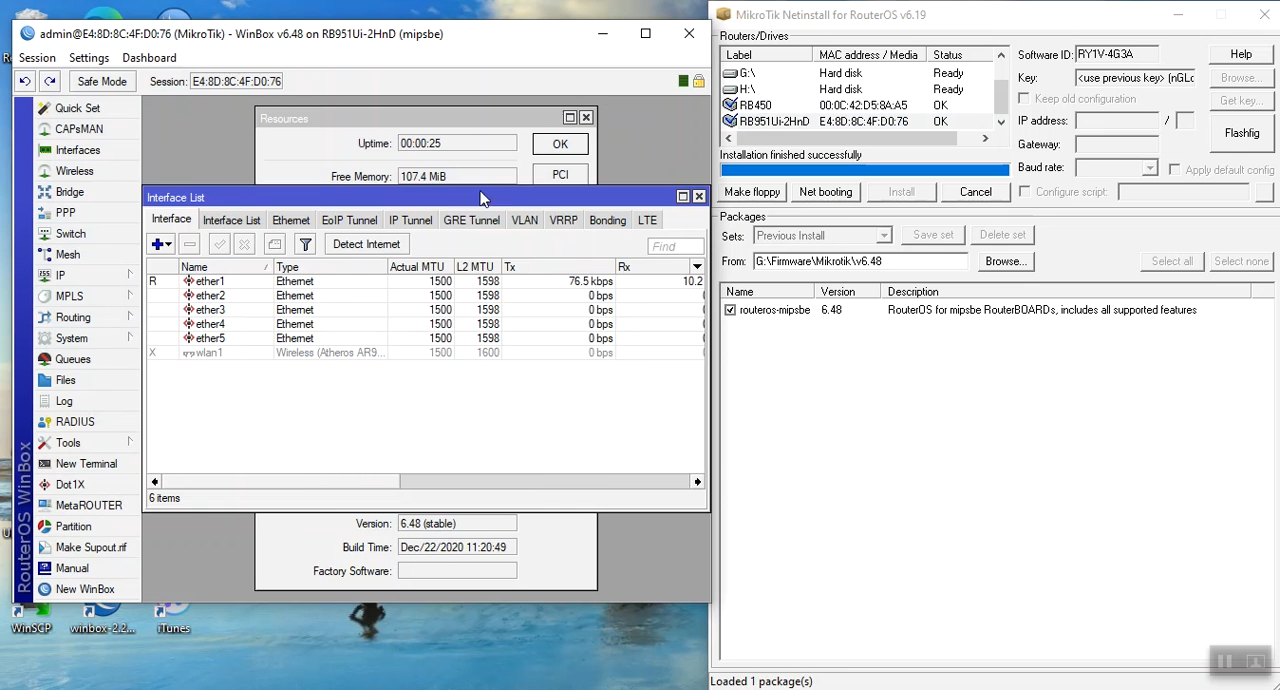 admin@E4:8D:8C:4F:D0:76 (MikroTik) - WinBox v6.48 on RB951Ui-2HnD (mipsbe)
Session Settings Dashboard
Safe Mode Session: E4:8D:8C:4F:D0:76
Quick Set
CAPsMAN
Interfaces
Wireless
Bridge
PPP
Switch
Mesh
IP
MPLS
Routing
System
Queues
Files
Log
RADIUS
Tools
New Terminal
Dot1X
MetaROUTER
Partition
Make Supout.rif
Manual
New WinBox
RouterOS WinBox
Resources
Uptime: 00:00:25 OK
Free Memory: 107.4 MiB PCI
Interface List
Interface Interface List Ethernet EoIP Tunnel IP Tunnel GRE Tunnel VLAN VRRP Bonding LTE
Detect Internet Find
Name Type Actual MTU L2 MTU Tx Rx
R ether1 Ethernet 1500 1598 76.5 kbps 10.2
ether2 Ethernet 1500 1598 0 bps
ether3 Ethernet 1500 1598 0 bps
ether4 Ethernet 1500 1598 0 bps
ether5 Ethernet 1500 1598 0 bps
X wlan1 Wireless (Atheros AR9... 1500 1600 0 bps
6 items
Version: 6.48 (stable)
Build Time: Dec/22/2020 11:20:49
Factory Software:
WinSCP winbox-2.2... iTunes
MikroTik Netinstall for RouterOS v6.19
Routers/Drives
Label MAC address / Media Status
G:\ Hard disk Ready
H:\ Hard disk Ready
RB450 00:0C:42:D5:8A:A5 OK
RB951Ui-2HnD E4:8D:8C:4F:D0:76 OK
Installation finished successfully
Make floppy Net booting Install Cancel
Software ID: RY1V-4G3A Help
Key: <use previous key> (nGLc Browse...
Keep old configuration Get key...
IP address: / Flashfig
Gateway:
Baud rate: Apply default config
Configure script:
Packages
Sets: Previous Install Save set Delete set
From: G:\Firmware\Mikrotik\v6.48 Browse... Select all Select none
Name Version Description
routeros-mipsbe 6.48 RouterOS for mipsbe RouterBOARDs, includes all supported features
Loaded 1 package(s)